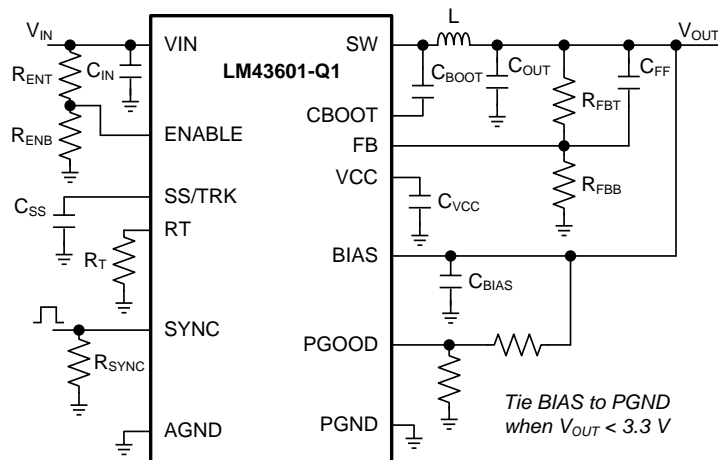 V_IN
VIN
SW
L
V_OUT
R_ENT
C_IN
LM43601-Q1
C_BOOT
C_OUT
R_FBT
C_FF
CBOOT
R_ENB
ENABLE
FB
VCC
C_VCC
R_FBB
C_SS
SS/TRK
RT
R_T
BIAS
C_BIAS
SYNC
R_SYNC
PGOOD
Tie BIAS to PGND
when V_OUT < 3.3 V
AGND
PGND